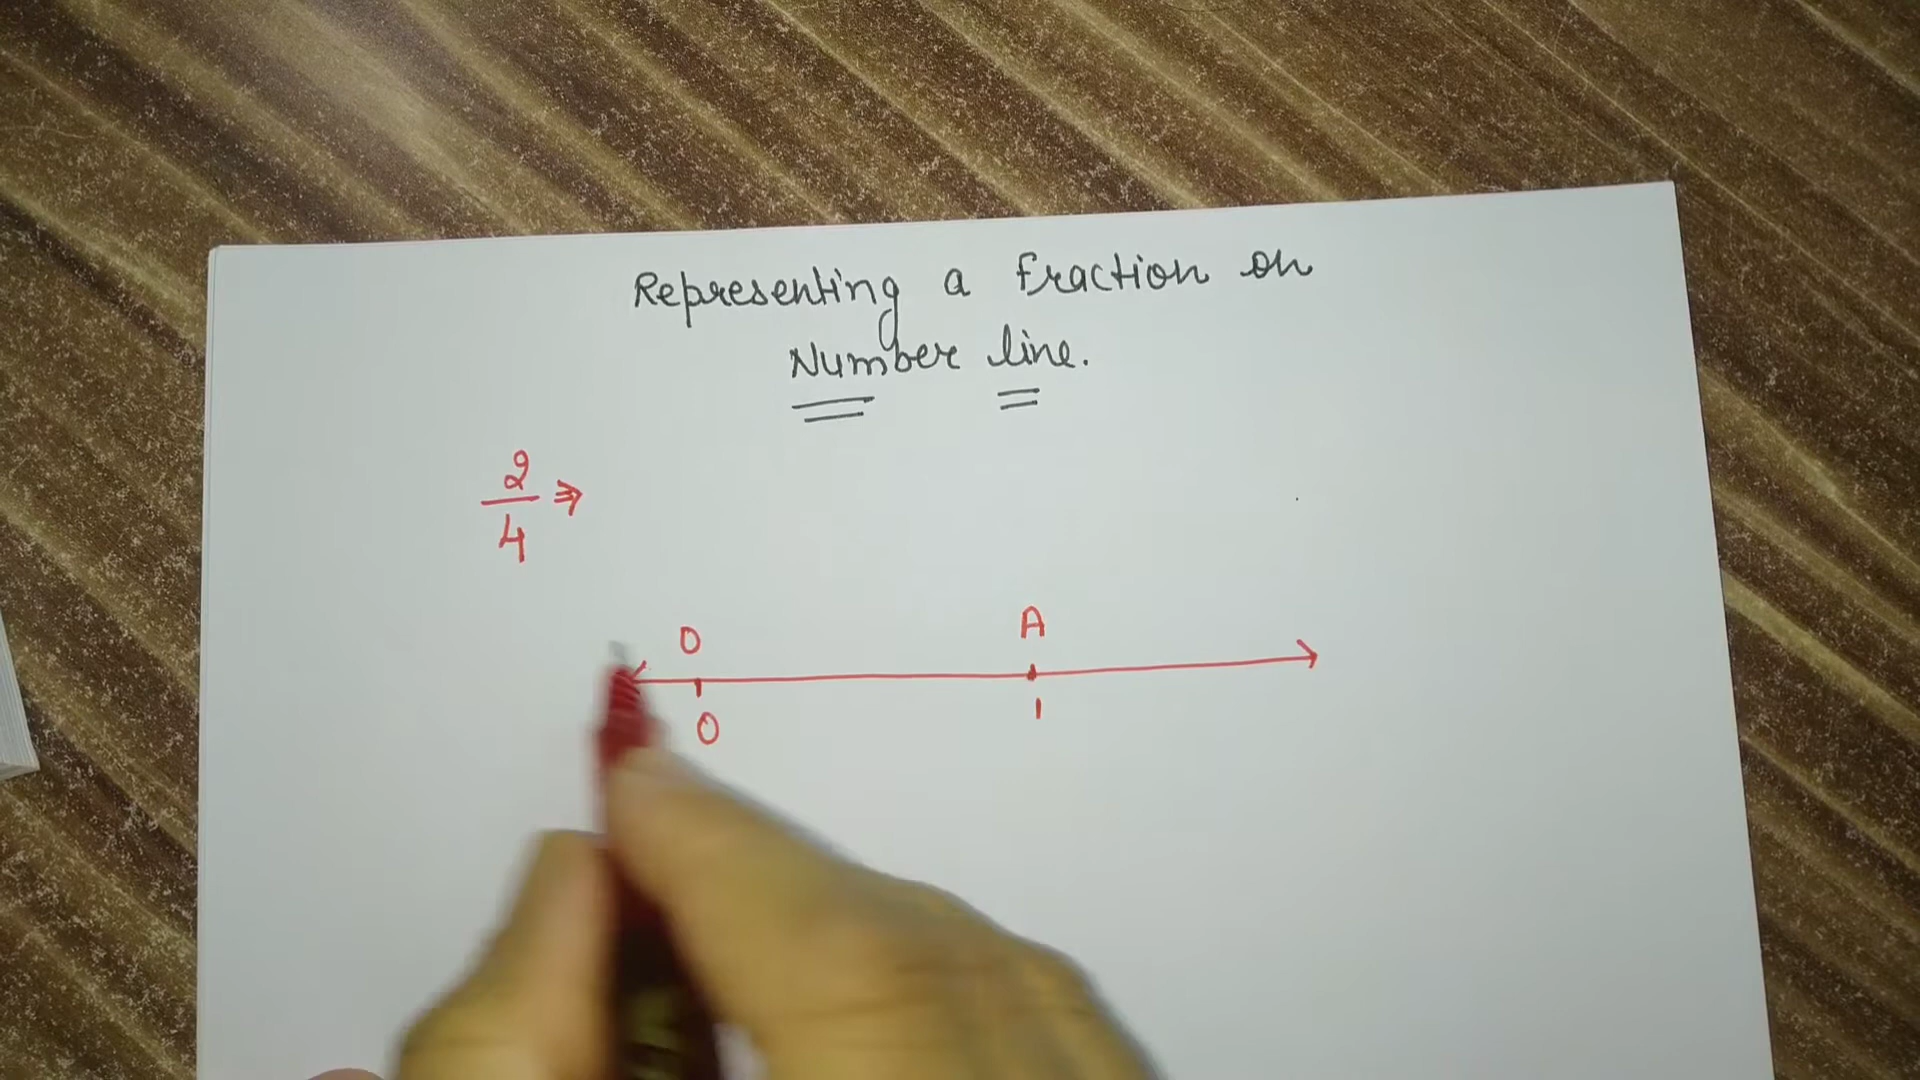 Representing a fraction on
Number line.
2
4
O A
0 1